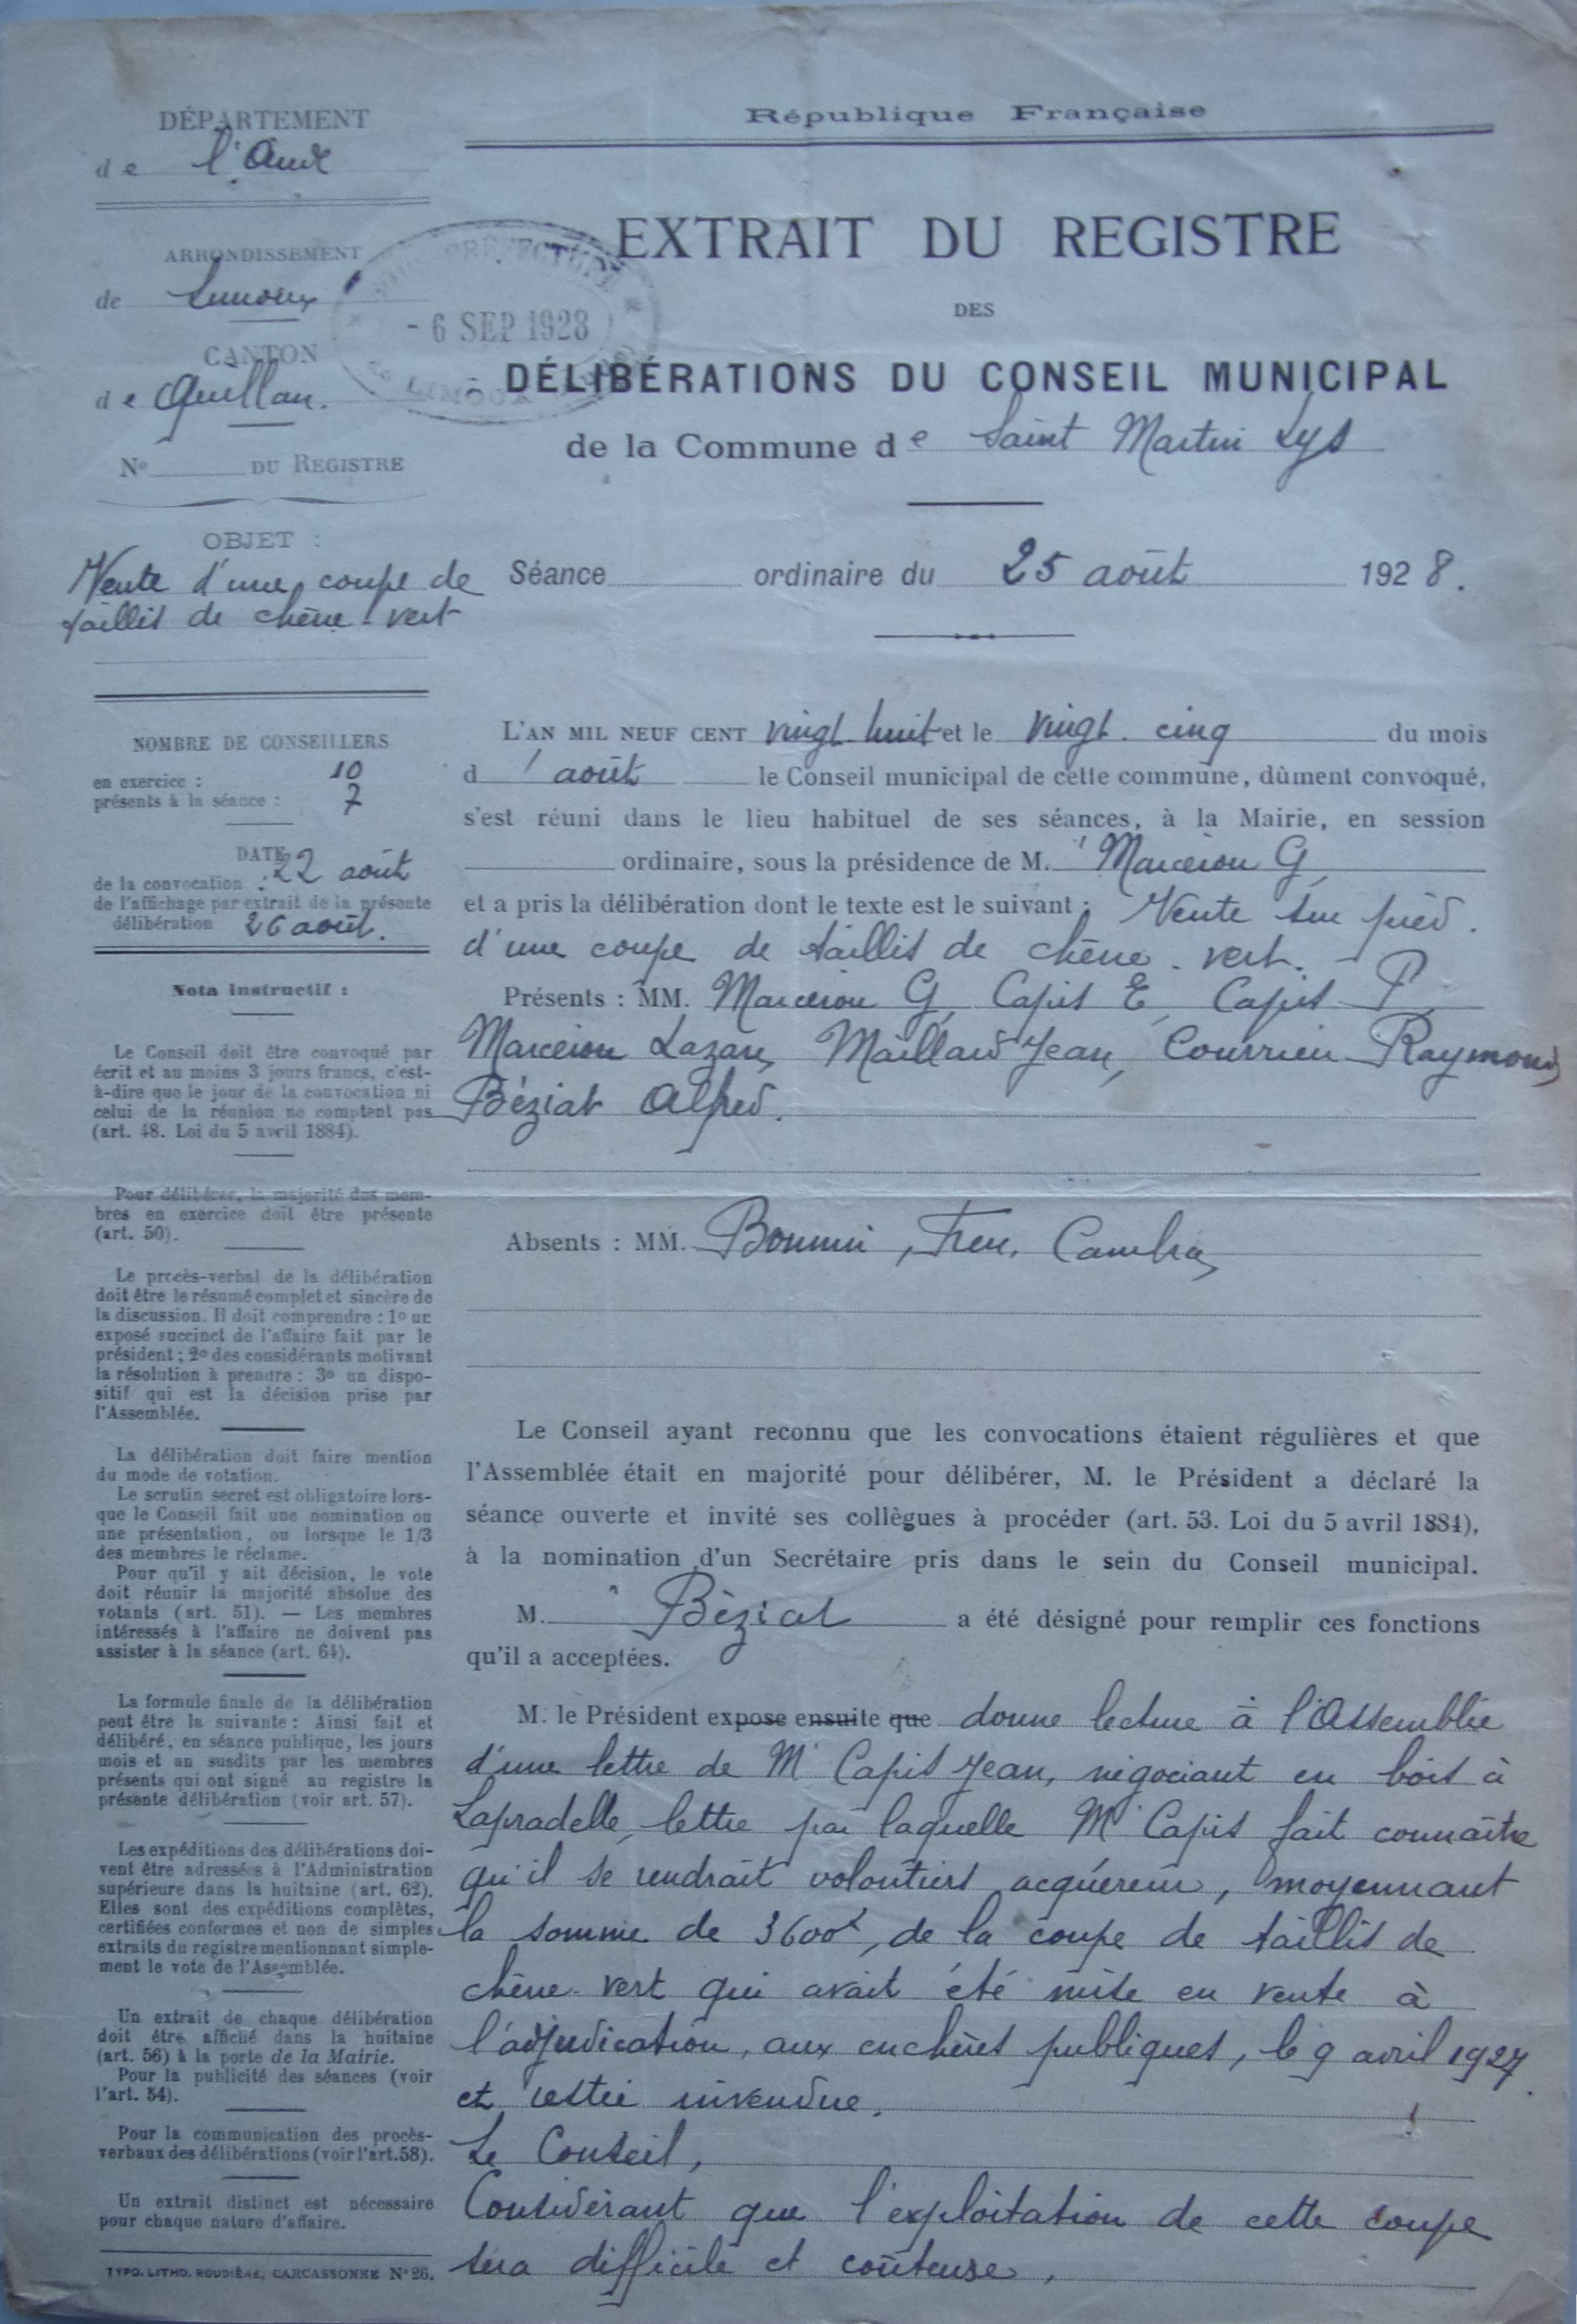 DÉPARTEMENT
de l'Aude
ARRONDISSEMENT
de Limoux
CANTON
de Quillan.
N° DU REGISTRE
OBJET :
Vente d'une coupe de
taillis de chêne-vert
NOMBRE DE CONSEILLERS
en exercice : 10
présents à la séance : 7
DATE
de la convocation : 22 août
de l'affichage par extrait de la présente
délibération 26 août.
Nota instructif :
Le Conseil doit être convoqué par
écrit et au moins 3 jours francs, c'est-
à-dire que le jour de la convocation ni
celui de la réunion ne comptent pas
(art. 48. Loi du 5 avril 1884).
Pour délibérer, la majorité des mem-
bres en exercice doit être présente
(art. 50).
Le procès-verbal de la délibération
doit être le résumé complet et sincère de
la discussion. Il doit comprendre : 1° un
exposé succinct de l'affaire fait par le
président ; 2° des considérants motivant
la résolution à prendre : 3° un dispo-
sitif qui est la décision prise par
l'Assemblée.
La délibération doit faire mention
du mode de votation.
Le scrutin secret est obligatoire lors-
que le Conseil fait une nomination ou
une présentation, ou lorsque le 1/3
des membres le réclame.
Pour qu'il y ait décision, le vote
doit réunir la majorité absolue des
votants (art. 51). — Les membres
intéressés à l'affaire ne doivent pas
assister à la séance (art. 64).
La formule finale de la délibération
peut être la suivante : Ainsi fait et
délibéré, en séance publique, les jours
mois et an susdits par les membres
présents qui ont signé au registre la
présente délibération (voir art. 57).
Les expéditions des délibérations doi-
vent être adressées à l'Administration
supérieure dans la huitaine (art. 62).
Elles sont des expéditions complètes,
certifiées conformes et non de simples
extraits du registre mentionnant simple-
ment le vote de l'Assemblée.
Un extrait de chaque délibération
doit être affiché dans la huitaine
(art. 56) à la porte de la Mairie.
Pour la publicité des séances (voir
l'art. 54).
Pour la communication des procès-
verbaux des délibérations (voir l'art.58).
Un extrait distinct est nécessaire
pour chaque nature d'affaire.
TYPO. LITHO. ROUDIÈRE, CARCASSONNE N° 26.
République Française
SOUS-PRÉFECTURE
- 6 SEP 1928
de LIMOUX
EXTRAIT DU REGISTRE
DES
DÉLIBÉRATIONS DU CONSEIL MUNICIPAL
de la Commune de Saint Martin Lys
Séance ordinaire du 25 août 1928.
L'AN MIL NEUF CENT vingt huit et le vingt-cinq du mois
d'août le Conseil municipal de cette commune, dûment convoqué,
s'est réuni dans le lieu habituel de ses séances, à la Mairie, en session
ordinaire, sous la présidence de M. Marcerou G,
et a pris la délibération dont le texte est le suivant : Vente sur pied.
d'une coupe de taillis de chêne-vert.
Présents : MM. Marcerou G, Capis E, Capis P,
Marcerou Lazare, Maillard Jean, Courrieu Raymond,
Béziat Alfred.
Absents : MM.
Le Conseil ayant reconnu que les convocations étaient régulières et que
l'Assemblée était en majorité pour délibérer, M. le Président a déclaré la
séance ouverte et invité ses collègues à procéder (art. 53. Loi du 5 avril 1884),
à la nomination d'un Secrétaire pris dans le sein du Conseil municipal.
M. Béziat a été désigné pour remplir ces fonctions
qu'il a acceptées.
M. le Président expose ensuite que donne lecture à l'Assemblée
d'une lettre de Mr Capis Jean, négociant en bois à
Lapradelle, lettre par laquelle Mr Capis fait connaître
qu'il se rendrait volontiers acquéreur, moyennant
la somme de 3600f, de la coupe de taillis de
chêne-vert qui avait été mise en vente à
l'adjudication, aux enchères publiques, le 9 avril 1927
et restée invendue.
Le Conseil,
Considérant que l'exploitation de cette coupe
sera difficile et coûteuse,